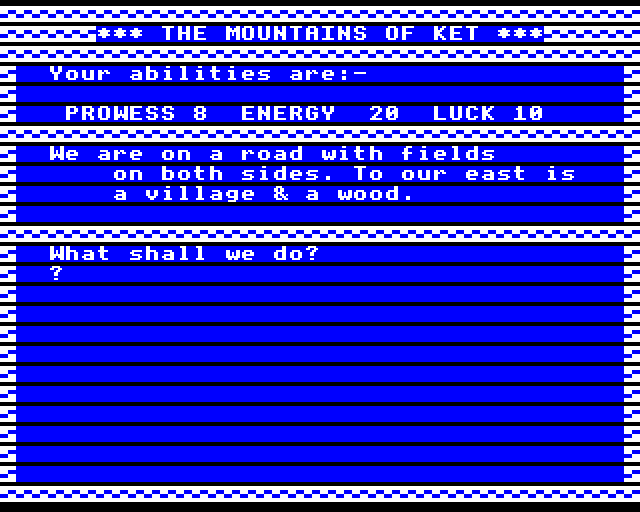 *** THE MOUNTAINS OF KET ***
Your abilities are:-
PROWESS 8 ENERGY 20 LUCK 10
We are on a road with fields
on both sides. To our east is
a village & a wood.
What shall we do?
?